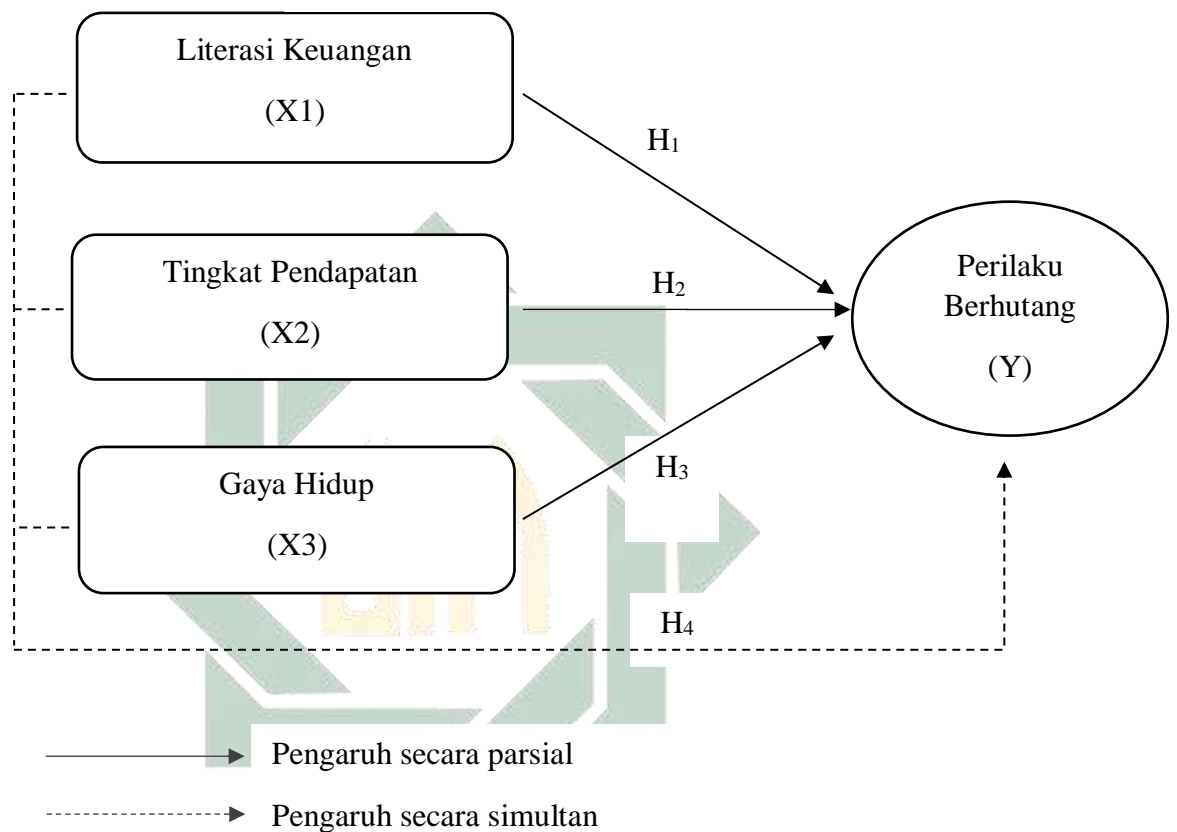 Literasi Keuangan
(X1)
H1
Tingkat Pendapatan
(X2)
H2
Perilaku
Berhutang
(Y)
Gaya Hidup
(X3)
H3
H4
Pengaruh secara parsial
Pengaruh secara simultan